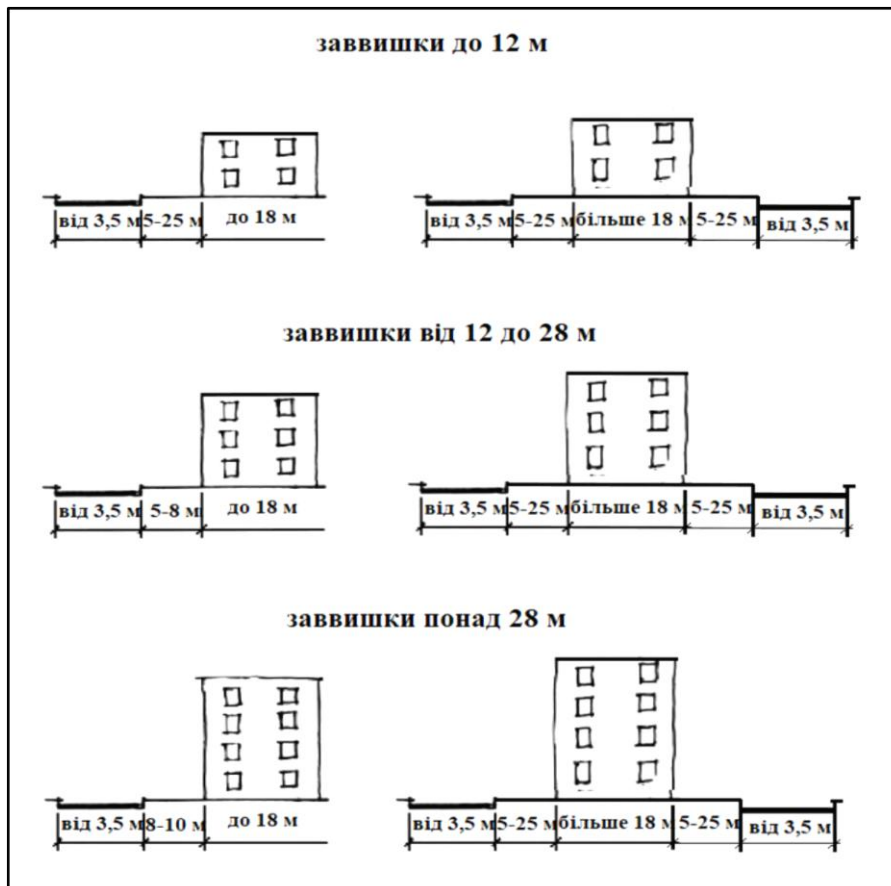 заввишки до 12 м
від 3,5 м 5-25 м до 18 м
від 3,5 м 5-25 м більше 18 м 5-25 м від 3,5 м
заввишки від 12 до 28 м
від 3,5 м 5-8 м до 18 м
від 3,5 м 5-25 м більше 18 м 5-25 м від 3,5 м
заввишки понад 28 м
від 3,5 м 8-10 м до 18 м
від 3,5 м 5-25 м більше 18 м 5-25 м від 3,5 м